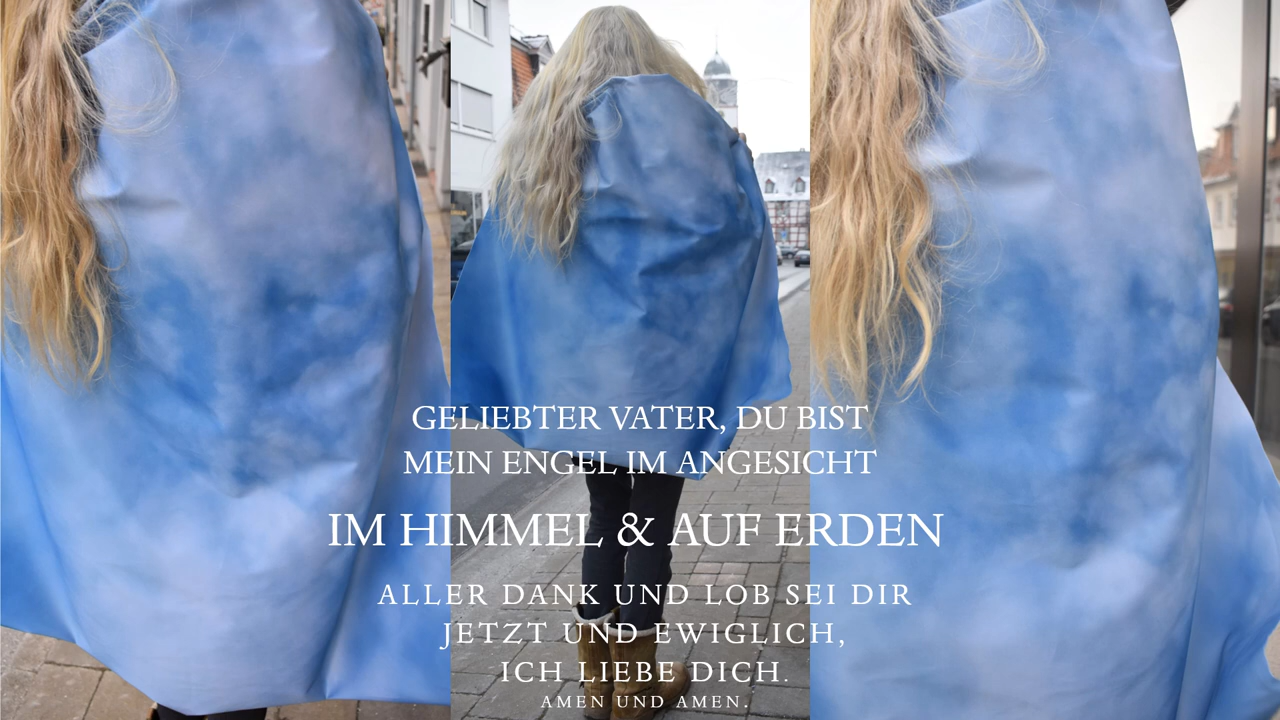 GELIEBTER VATER, DU BIST
MEIN ENGEL IM ANGESICHT
IM HIMMEL & AUF ERDEN
ALLER DANK UND LOB SEI DIR
JETZT UND EWIGLICH,
ICH LIEBE DICH.
AMEN UND AMEN.